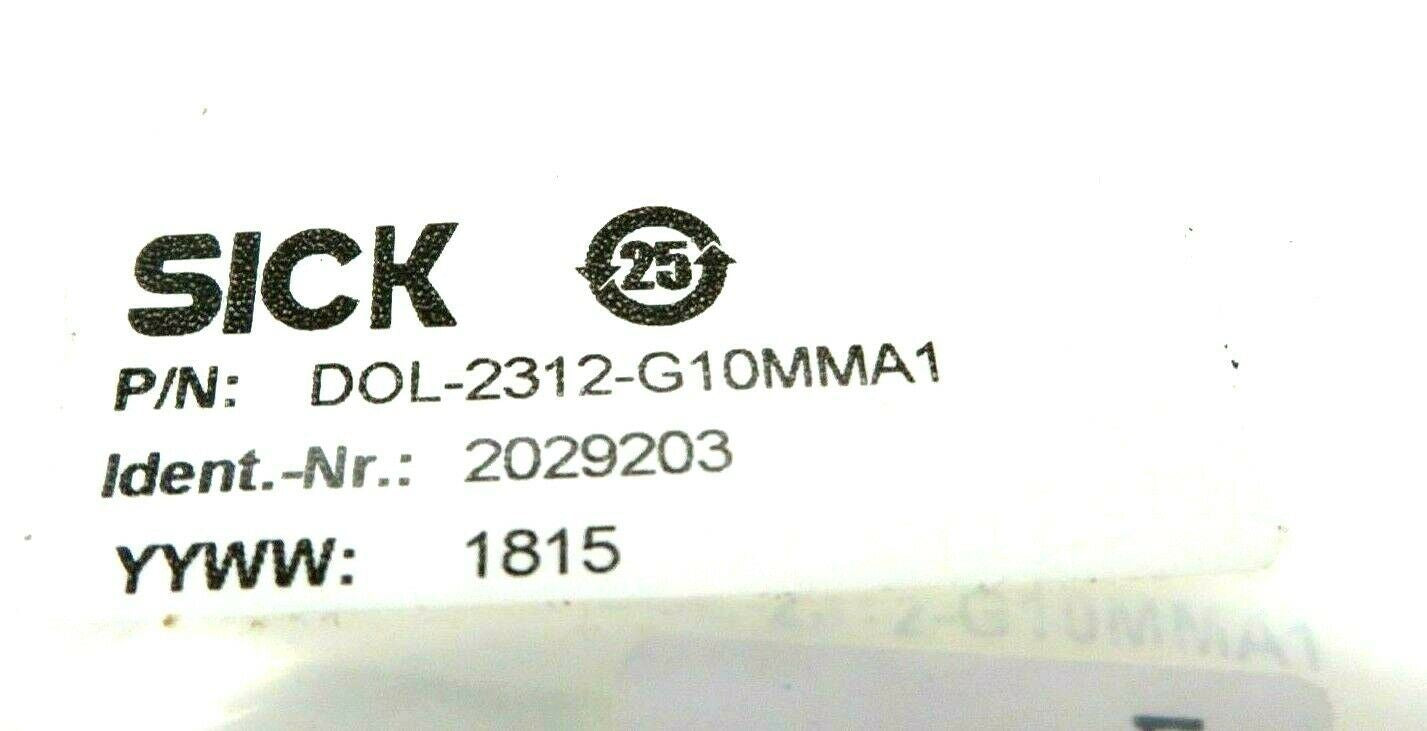 SICK 25
P/N: DOL-2312-G10MMA1
Ident.-Nr.: 2029203
YYWW: 1815